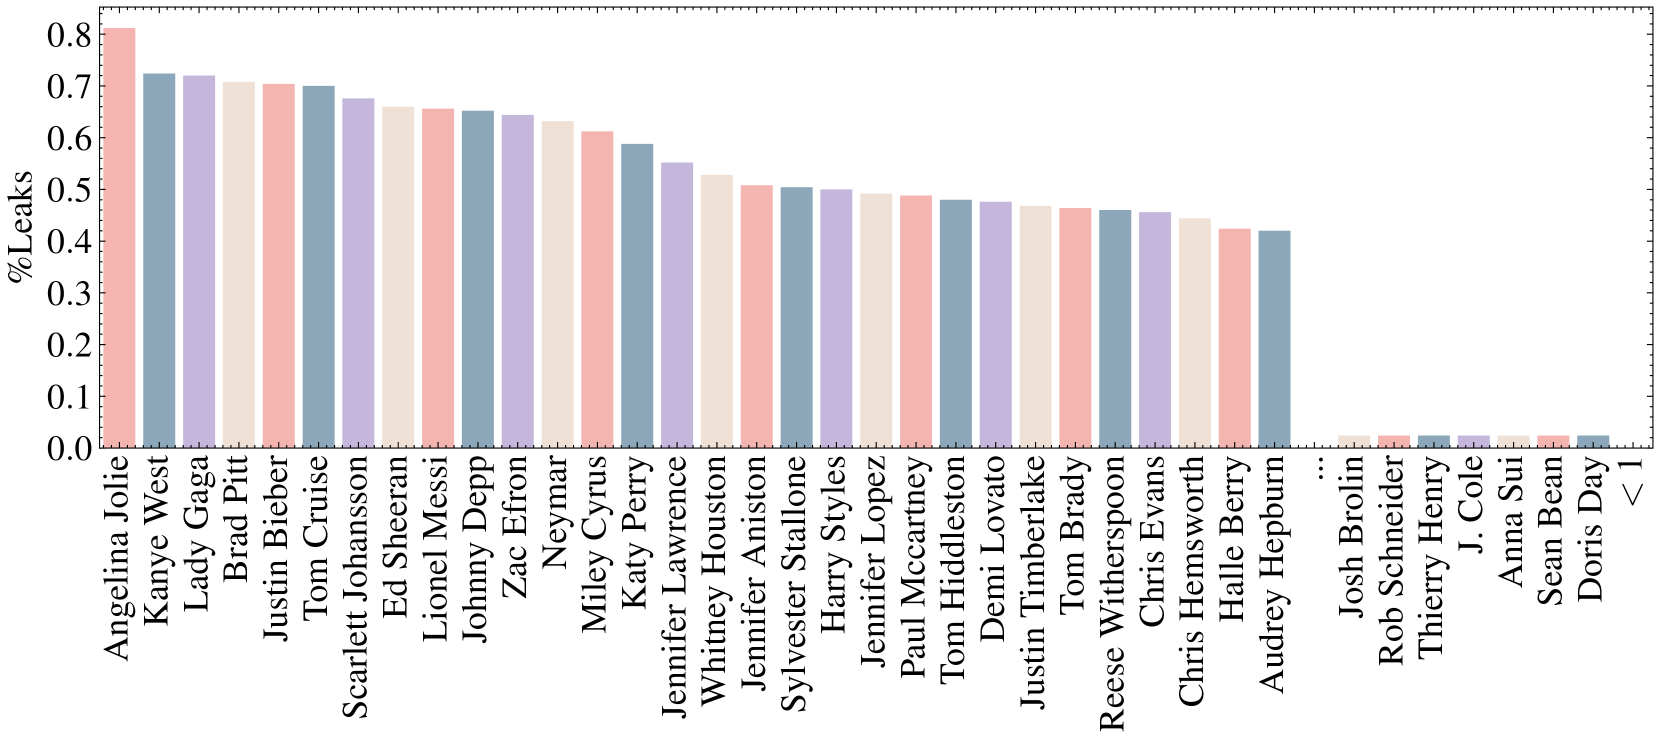 %Leaks
0.8
0.7
0.6
0.5
0.4
0.3
0.2
0.1
0.0
Angelina Jolie
Kanye West
Lady Gaga
Brad Pitt
Justin Bieber
Tom Cruise
Scarlett Johansson
Ed Sheeran
Lionel Messi
Johnny Depp
Zac Efron
Neymar
Miley Cyrus
Katy Perry
Jennifer Lawrence
Whitney Houston
Jennifer Aniston
Sylvester Stallone
Harry Styles
Jennifer Lopez
Paul Mccartney
Tom Hiddleston
Demi Lovato
Justin Timberlake
Tom Brady
Reese Witherspoon
Chris Evans
Chris Hemsworth
Halle Berry
Audrey Hepburn
...
Josh Brolin
Rob Schneider
Thierry Henry
J. Cole
Anna Sui
Sean Bean
Doris Day
< 1